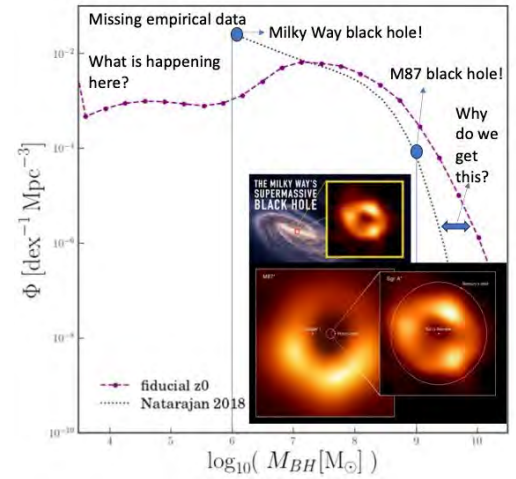 Missing empirical data
Milky Way black hole!
What is happening
here?
M87 black hole!
Why
do we
get
this?
THE MILKY WAY'S
SUPERMASSIVE
BLACK HOLE
M87*
Sgr A*
Φ [dex⁻¹ Mpc⁻³]
10⁻²
10⁻⁴
10⁻⁶
10⁻⁸
10⁻¹⁰
fiducial z0
Natarajan 2018
4 5 6 7 8 9 10
log₁₀( M_BH[M_⊙] )